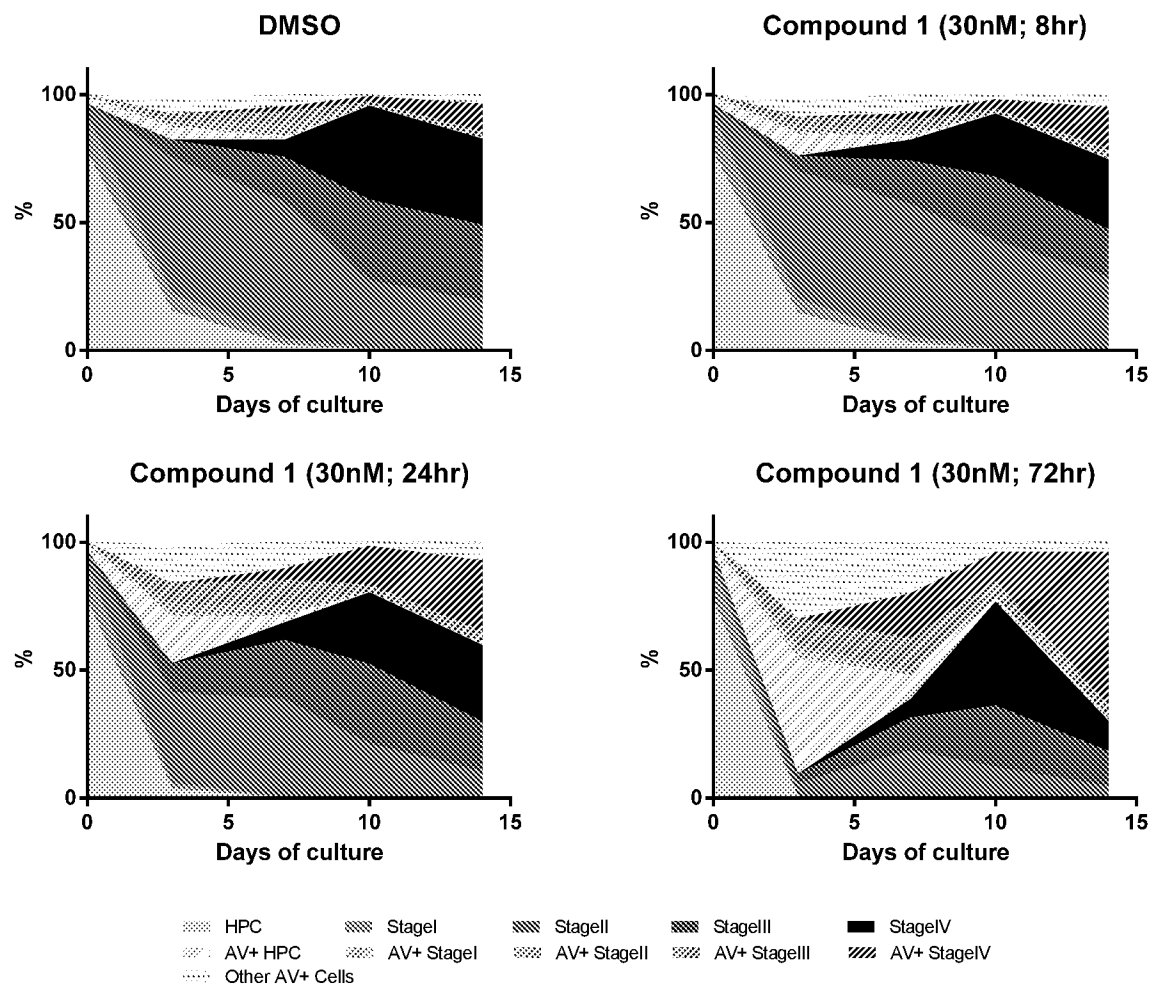 DMSO
100
50
0
%
0 5 10 15
Days of culture
Compound 1 (30nM; 8hr)
100
50
0
%
0 5 10 15
Days of culture
Compound 1 (30nM; 24hr)
100
50
0
%
0 5 10 15
Days of culture
Compound 1 (30nM; 72hr)
100
50
0
%
0 5 10 15
Days of culture
HPC StageI StageII StageIII StageIV
AV+ HPC AV+ StageI AV+ StageII AV+ StageIII AV+ StageIV
Other AV+ Cells